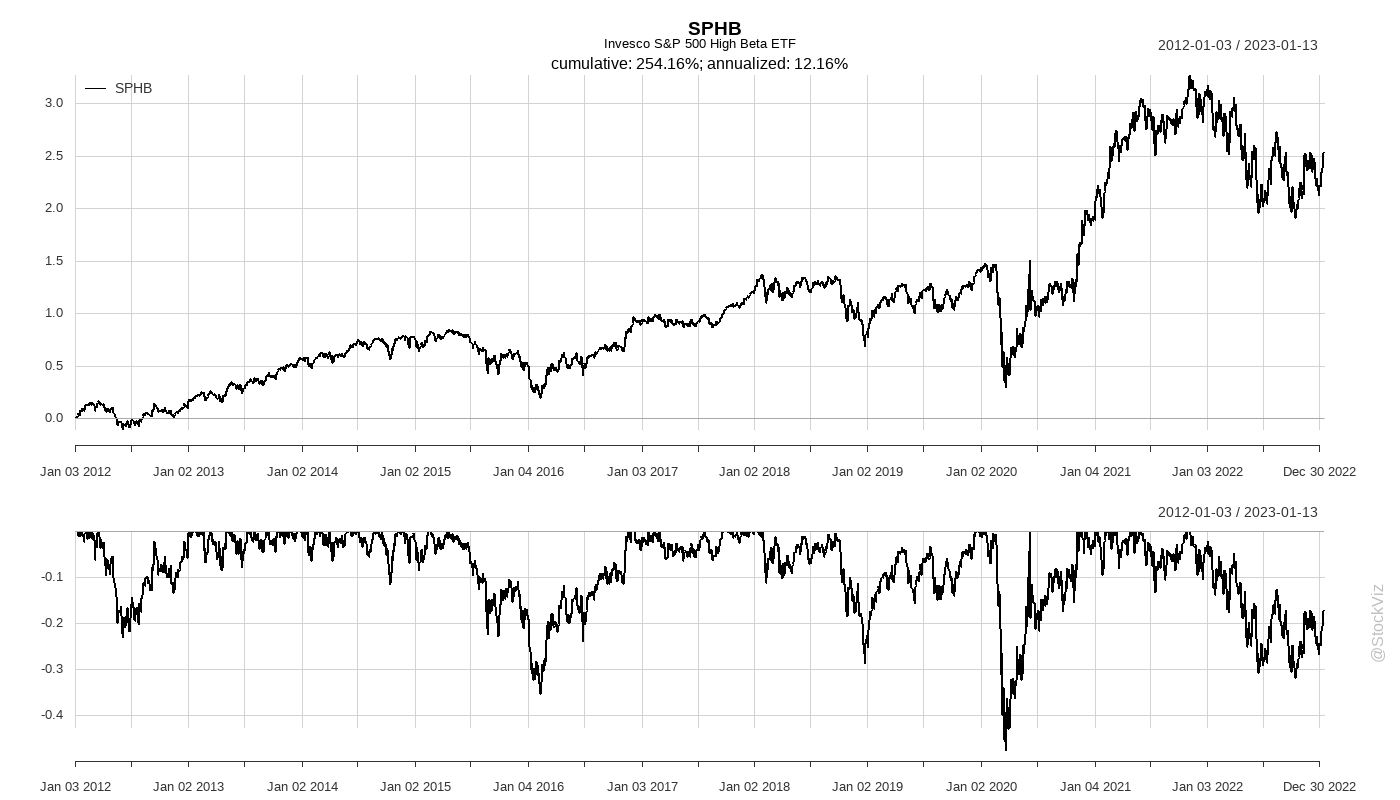 SPHB
Invesco S&P 500 High Beta ETF
cumulative: 254.16%; annualized: 12.16%
2012-01-03 / 2023-01-13
SPHB
3.0
2.5
2.0
1.5
1.0
0.5
0.0
Jan 03 2012 Jan 02 2013 Jan 02 2014 Jan 02 2015 Jan 04 2016 Jan 03 2017 Jan 02 2018 Jan 02 2019 Jan 02 2020 Jan 04 2021 Jan 03 2022 Dec 30 2022
2012-01-03 / 2023-01-13
-0.1
-0.2
-0.3
-0.4
Jan 03 2012 Jan 02 2013 Jan 02 2014 Jan 02 2015 Jan 04 2016 Jan 03 2017 Jan 02 2018 Jan 02 2019 Jan 02 2020 Jan 04 2021 Jan 03 2022 Dec 30 2022
@StockViz